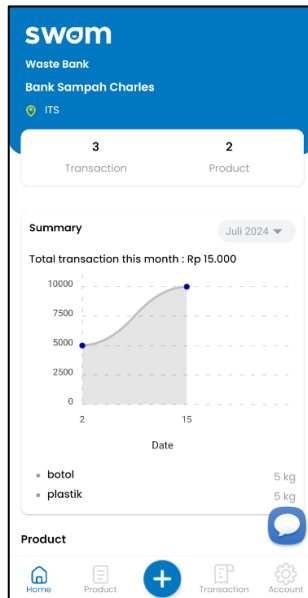 swam
Waste Bank
Bank Sampah Charles
ITS
3 2
Transaction Product
Summary Juli 2024
Total transaction this month : Rp 15.000
10000
7500
5000
2500
0
2 15
Date
botol 5 kg
plastik 5 kg
Product
Home Product Transaction Account